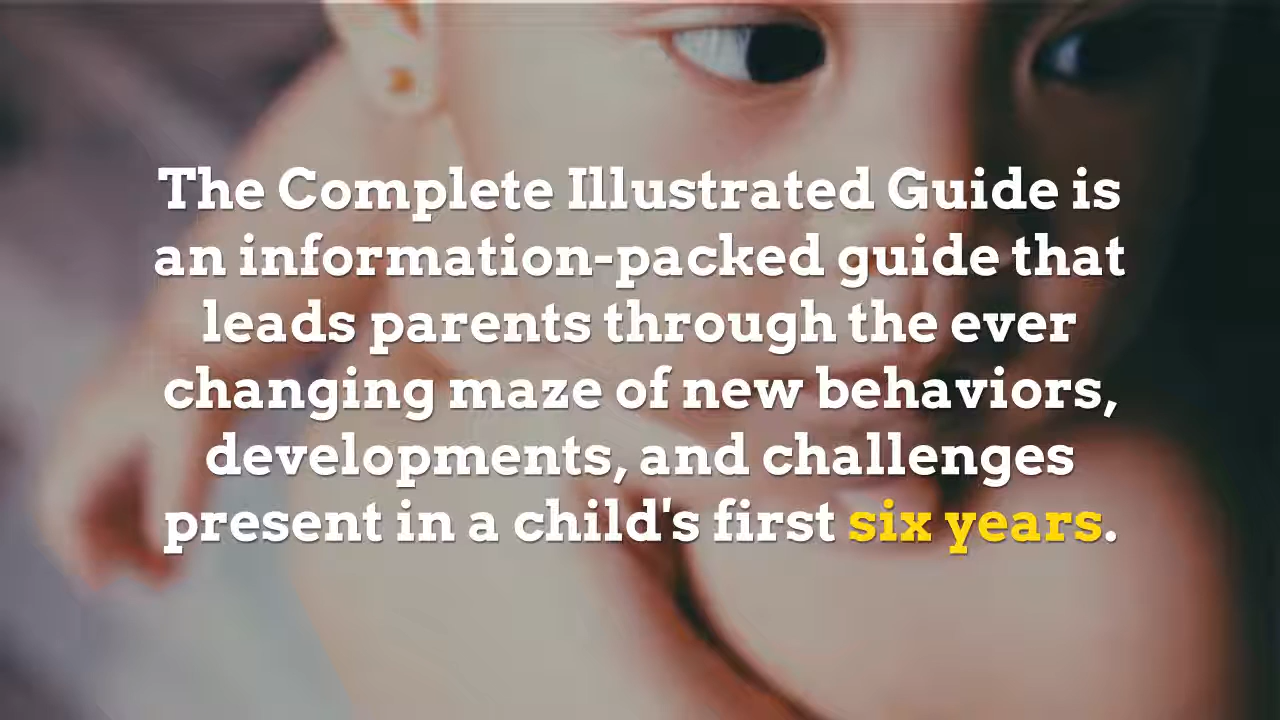 The Complete Illustrated Guide is
an information-packed guide that
leads parents through the ever
changing maze of new behaviors,
developments, and challenges
present in a child's first six years.